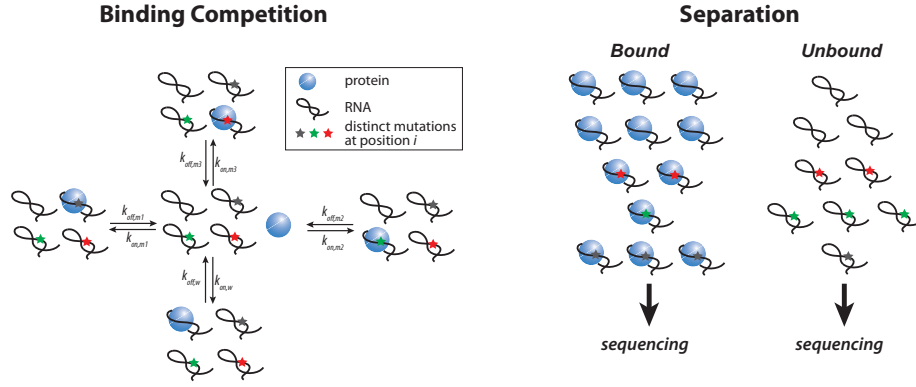 Binding Competition
Separation
protein
RNA
distinct mutations
at position i
Bound
Unbound
k_off,m3
k_on,m3
k_off,m1
k_on,m1
k_off,m2
k_on,m2
k_off,w
k_on,w
sequencing
sequencing